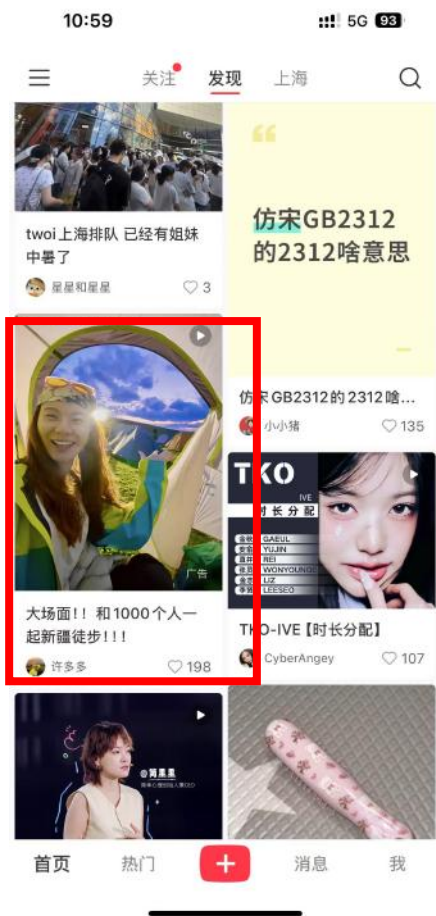 10:59
5G 93
关注
发现
上海
twoi上海排队 已经有姐妹
中暑了
星星和星星
3
仿宋GB2312
的2312啥意思
仿宋GB2312的2312啥...
小小猪
135
广告
大场面！！和1000个人一
起新疆徒步!!!
许多多
198
TKO
IVE
时长分配
GAEUL
YUJIN
REI
WONYOUNG
LIZ
LEESEO
TKO-IVE【时长分配】
CyberAngey
107
@简里里
首页
热门
消息
我